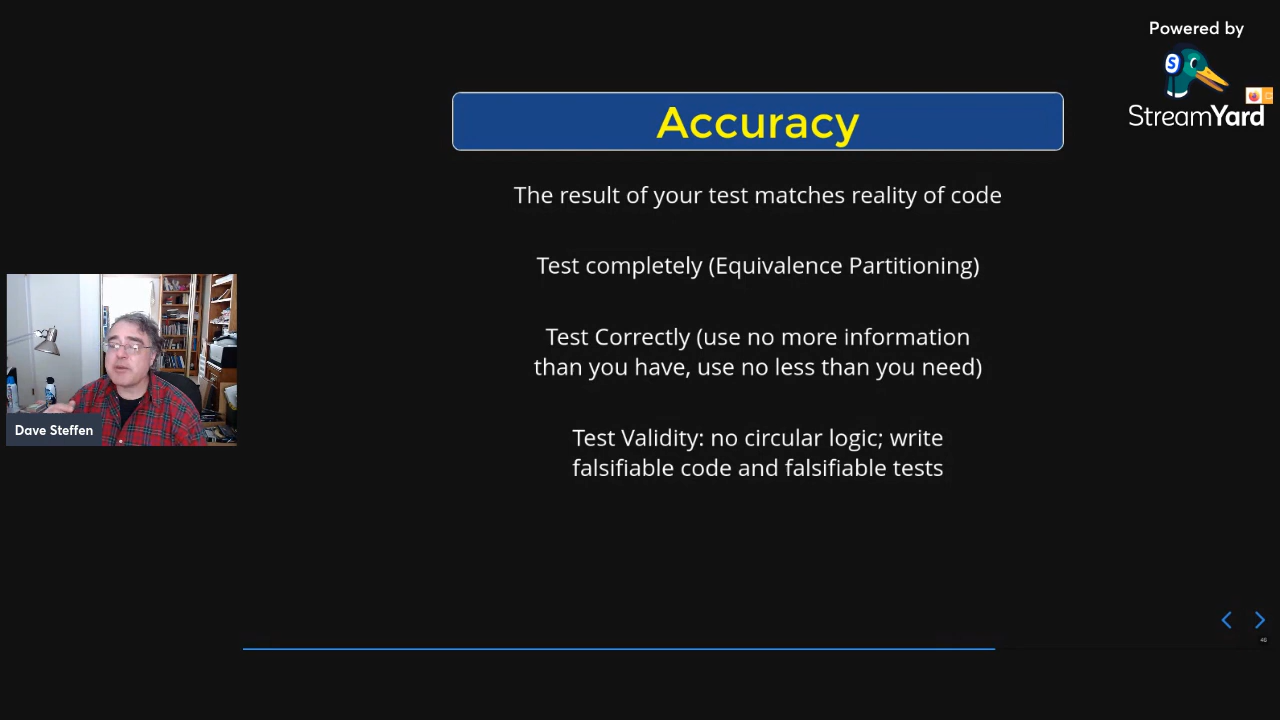 Powered by
StreamYard
Accuracy
The result of your test matches reality of code
Test completely (Equivalence Partitioning)
Test Correctly (use no more information
than you have, use no less than you need)
Test Validity: no circular logic; write
falsifiable code and falsifiable tests
Dave Steffen